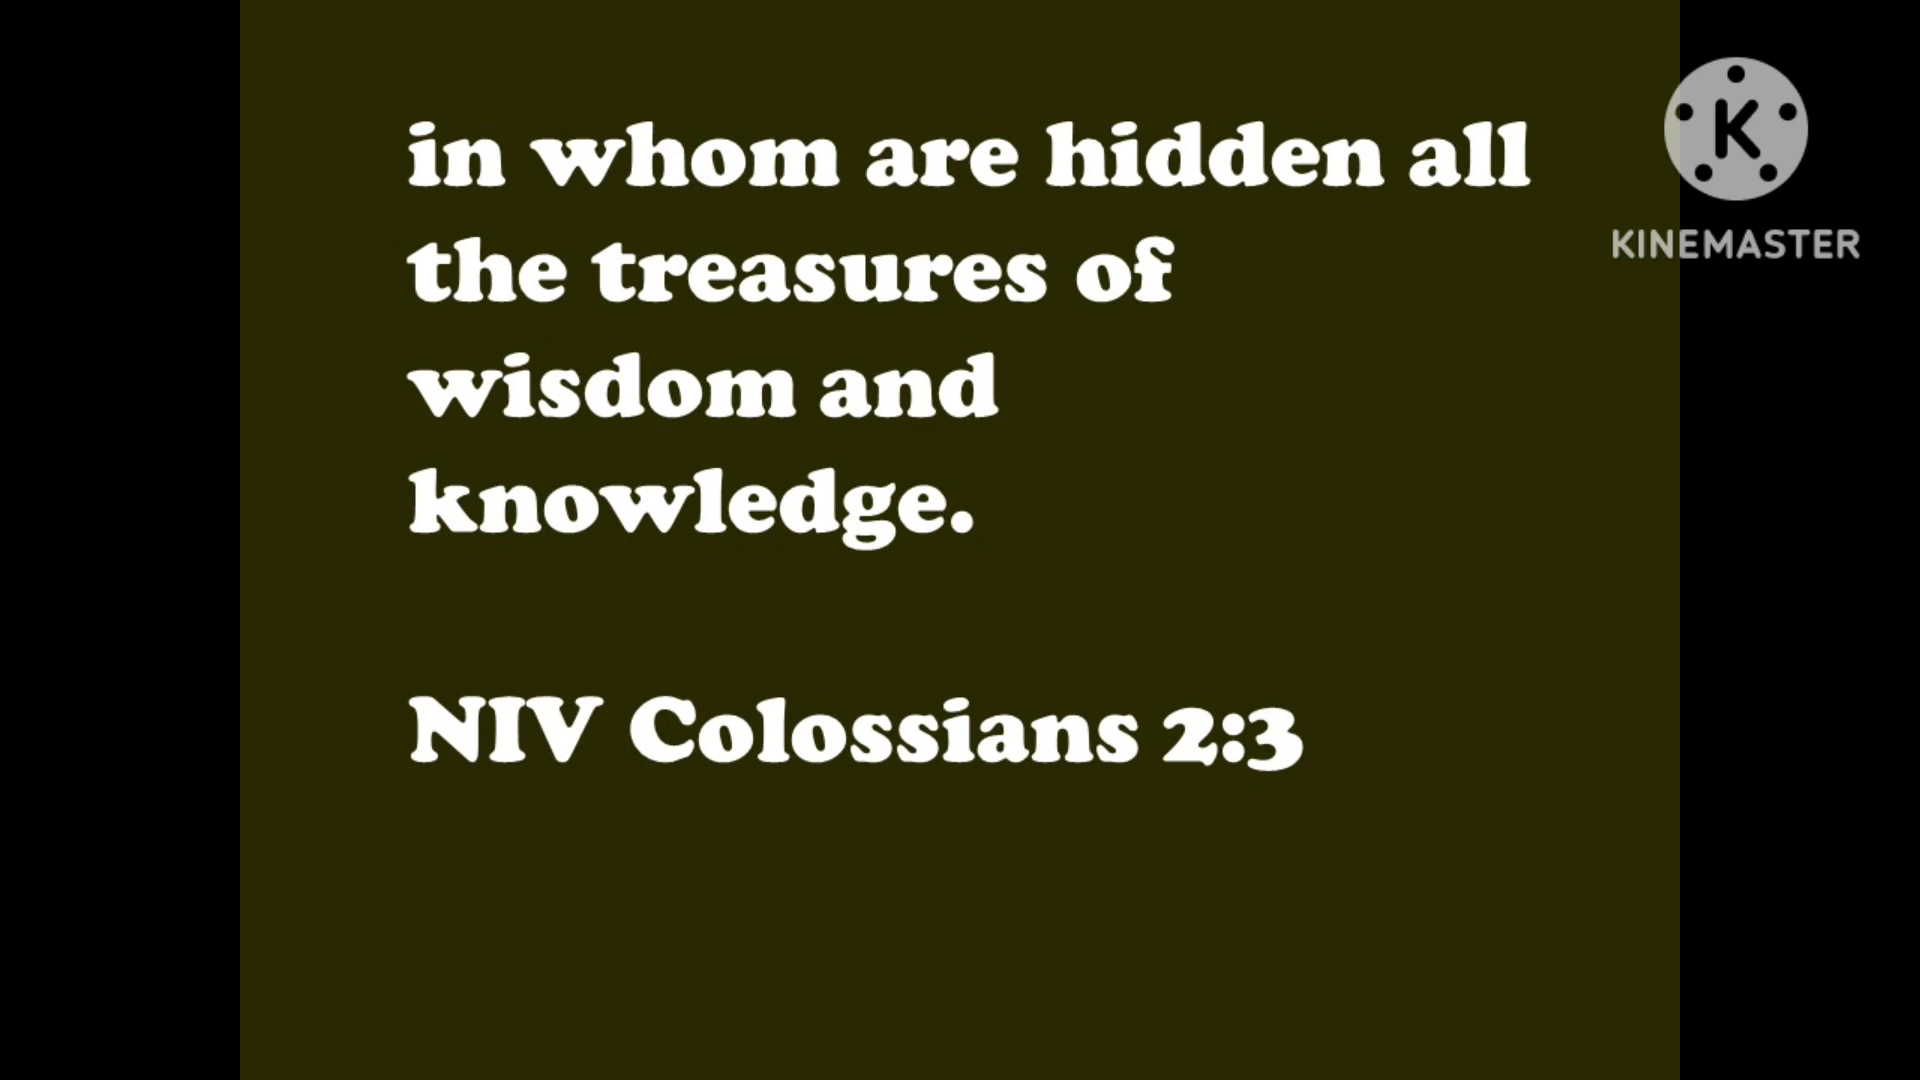 in whom are hidden all
the treasures of
wisdom and
knowledge.
NIV Colossians 2:3
K
KINEMASTER